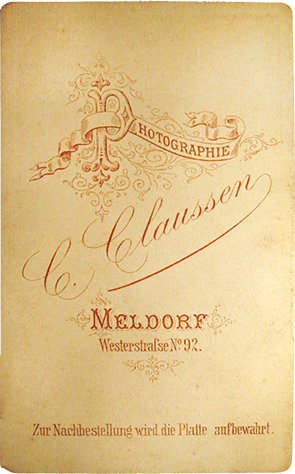 PHOTOGRAPHIE
C. Claussen
MELDORF
Westerstraſse No. 92.
Zur Nachbestellung wird die Platte aufbewahrt.